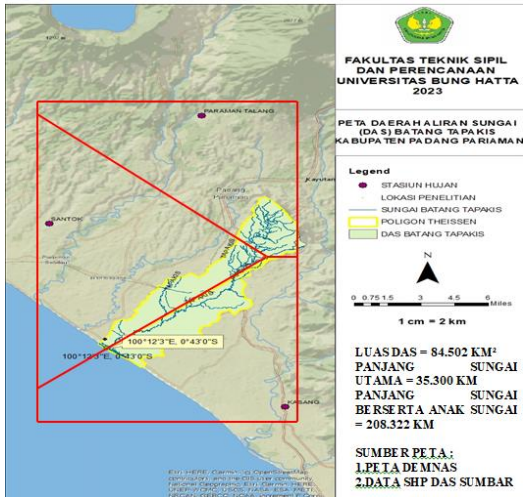 FAKULTAS TEKNIK SIPIL
DAN PERENCANAAN
UNIVERSITAS BUNG HATTA
2023
PETA DAERAH ALIRAN SUNGAI
(DAS) BATANG TAPAKIS
KABUPATEN PADANG PARIAMAN
Legend
STASIUN HUJAN
LOKASI PENELITIAN
SUNGAI BATANG TAPAKIS
POLIGON THEISSEN
DAS BATANG TAPAKIS
N
0 0.75 1.5 3 4.5 6
Miles
1 cm = 2 km
LUAS DAS = 84.502 KM²
PANJANG SUNGAI
UTAMA = 35.300 KM
PANJANG SUNGAI
BERSERTA ANAK SUNGAI
= 208.322 KM
SUMBER PETA :
1.PETA DEMNAS
2.DATA SHP DAS SUMBAR
PARAMAN TALANG
Kayutan
Padang
SANTOK
100°12'3"E, 0°43'0"S
100°12'3"E, 0°43'0"S
KASANG